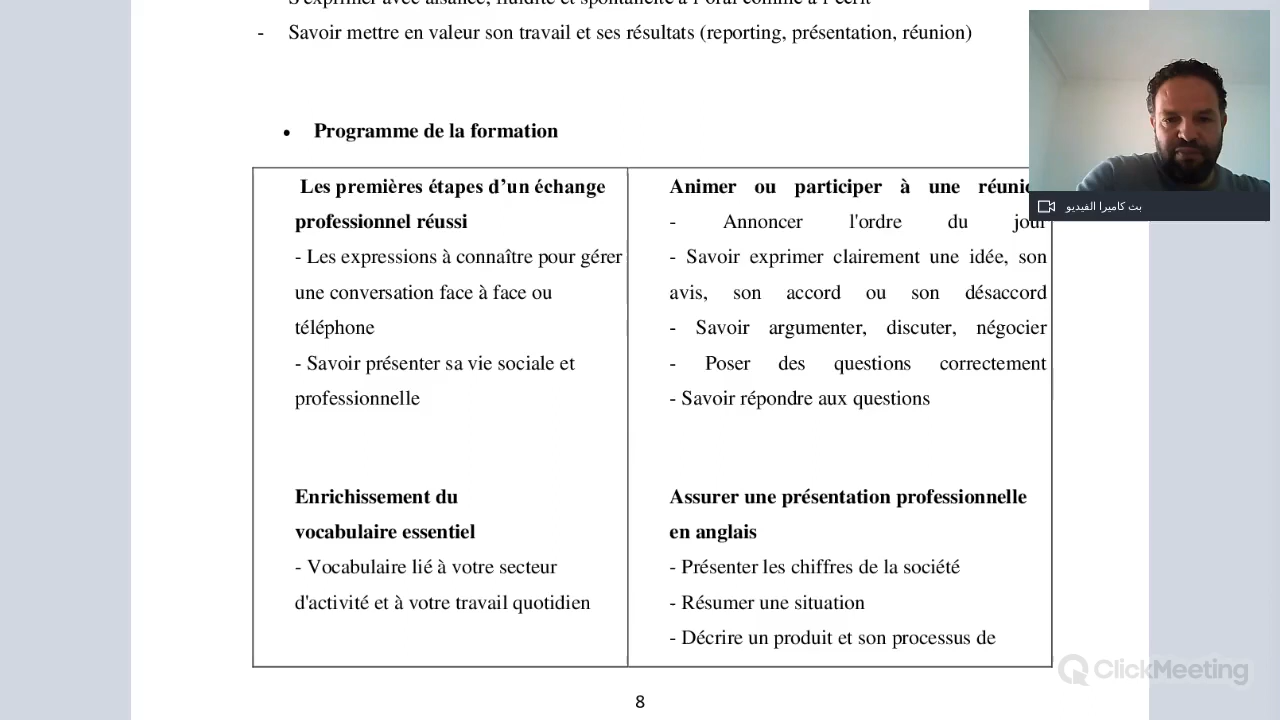 - Savoir mettre en valeur son travail et ses résultats (reporting, présentation, réunion)
• Programme de la formation
Les premières étapes d’un échange
professionnel réussi
- Les expressions à connaître pour gérer
une conversation face à face ou
téléphone
- Savoir présenter sa vie sociale et
professionnelle
Enrichissement du
vocabulaire essentiel
- Vocabulaire lié à votre secteur
d'activité et à votre travail quotidien
Animer ou participer à une
- Annoncer l'ordre du jour
- Savoir exprimer clairement une idée, son
avis, son accord ou son désaccord
- Savoir argumenter, discuter, négocier
- Poser des questions correctement
- Savoir répondre aux questions
Assurer une présentation professionnelle
en anglais
- Présenter les chiffres de la société
- Résumer une situation
- Décrire un produit et son processus de
8
بث كاميرا الفيديو
ClickMeeting